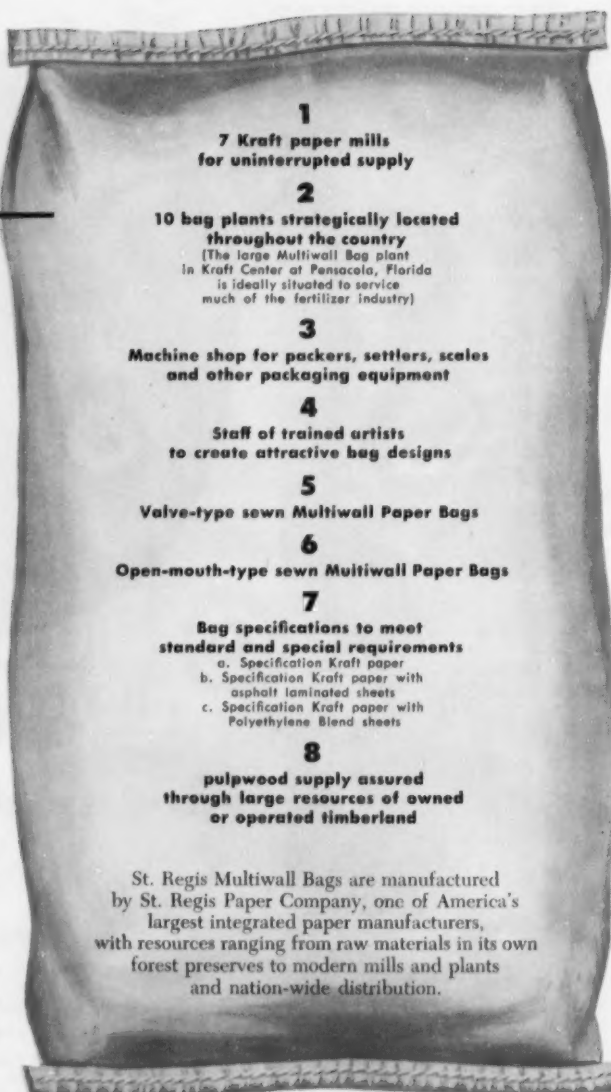 1
7 Kraft paper mills
for uninterrupted supply
2
10 bag plants strategically located
throughout the country
(The large Multiwall Bag plant
in Kraft Center at Pensacola, Florida
is ideally situated to service
much of the fertilizer industry)
3
Machine shop for packers, settlers, scales
and other packaging equipment
4
Staff of trained artists
to create attractive bag designs
5
Valve-type sewn Multiwall Paper Bags
6
Open-mouth-type sewn Multiwall Paper Bags
7
Bag specifications to meet
standard and special requirements
a. Specification Kraft paper
b. Specification Kraft paper with
asphalt laminated sheets
c. Specification Kraft paper with
Polyethylene Blend sheets
8
pulpwood supply assured
through large resources of owned
or operated timberland
St. Regis Multiwall Bags are manufactured
by St. Regis Paper Company, one of America's
largest integrated paper manufacturers,
with resources ranging from raw materials in its own
forest preserves to modern mills and plants
and nation-wide distribution.